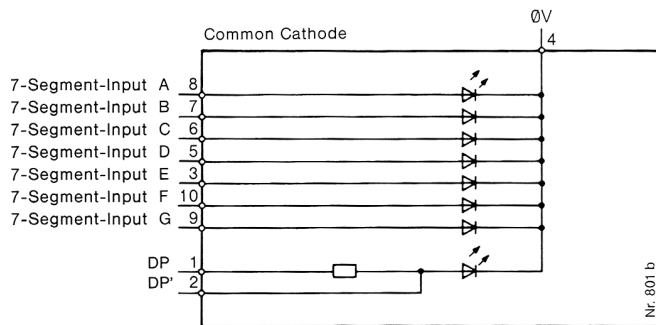 ØV
Common Cathode 4
7-Segment-Input A 8
7-Segment-Input B 7
7-Segment-Input C 6
7-Segment-Input D 5
7-Segment-Input E 3
7-Segment-Input F 10
7-Segment-Input G 9
DP 1
DP' 2
Nr. 801 b